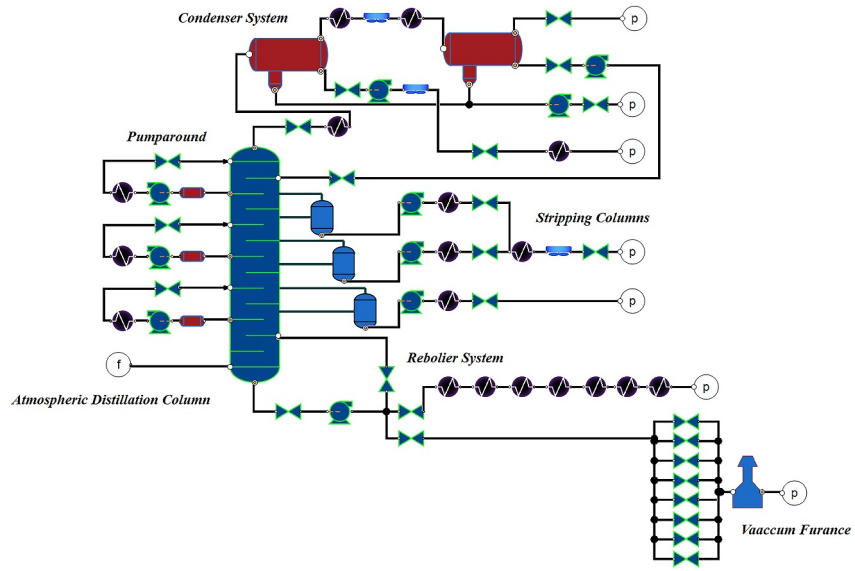 Condenser System
p
p
Pumparound
p
Stripping Columns
p
p
f
Rebolier System
p
Atmospheric Distillation Column
p
Vaaccum Furance